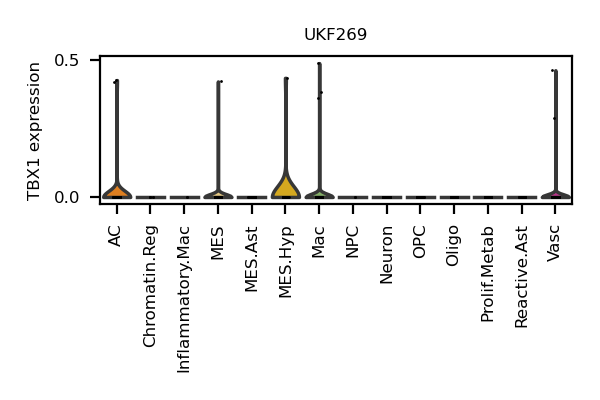 UKF269
TBX1 expression
0.5
0.0
AC
Chromatin.Reg
Inflammatory.Mac
MES
MES.Ast
MES.Hyp
Mac
NPC
Neuron
OPC
Oligo
Prolif.Metab
Reactive.Ast
Vasc